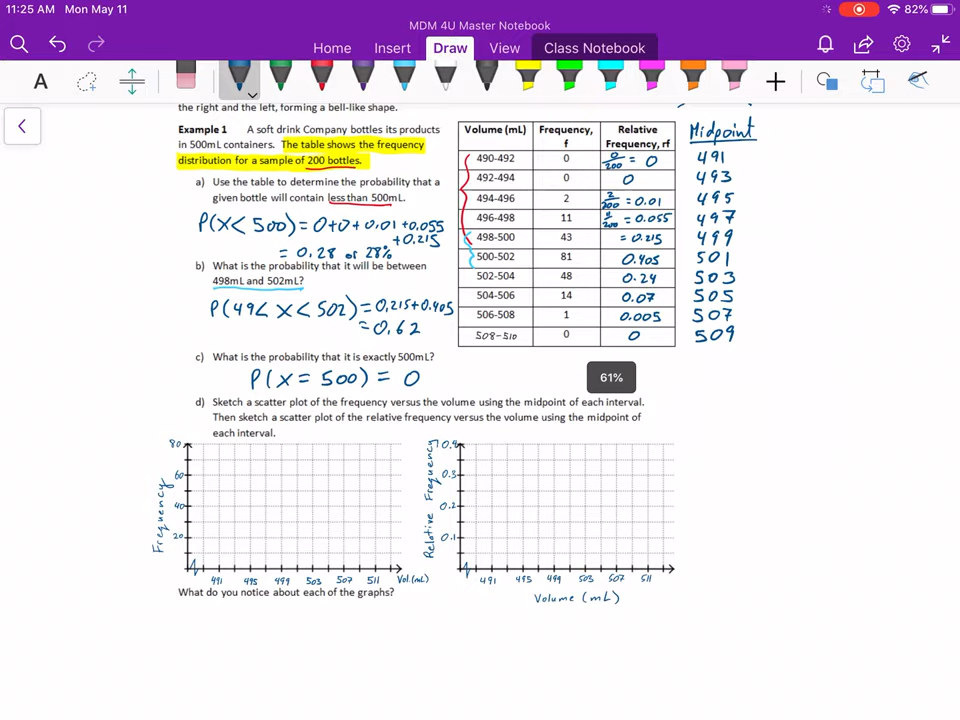 11:25 AM Mon May 11
MDM 4U Master Notebook
82%
Home Insert Draw View Class Notebook
A
the right and the left, forming a bell-like shape.
Example 1 A soft drink Company bottles its products
in 500mL containers. The table shows the frequency
distribution for a sample of 200 bottles.
a) Use the table to determine the probability that a
given bottle will contain less than 500mL.
P(X< 500) = 0+0+0.01+0.055
+0.215
= 0.28 or 28%
b) What is the probability that it will be between
498mL and 502mL?
P(49< X < 502) = 0.215+0.405
= 0.62
c) What is the probability that it is exactly 500mL?
P(X = 500) = 0
Volume (mL) Frequency, f Relative Frequency, rf Midpoint
490-492 0 0/200 = 0 491
492-494 0 0 493
494-496 2 2/200 = 0.01 495
496-498 11 11/200 = 0.055 497
498-500 43 = 0.215 499
500-502 81 0.405 501
502-504 48 0.24 503
504-506 14 0.07 505
506-508 1 0.005 507
508-510 0 0 509
61%
d) Sketch a scatter plot of the frequency versus the volume using the midpoint of each interval.
Then sketch a scatter plot of the relative frequency versus the volume using the midpoint of
each interval.
Frequency
80
60
40
20
491 495 499 503 507 511 Vol.(mL)
Relative Frequency
0.4
0.3
0.2
0.1
491 495 499 503 507 511
Volume (mL)
What do you notice about each of the graphs?